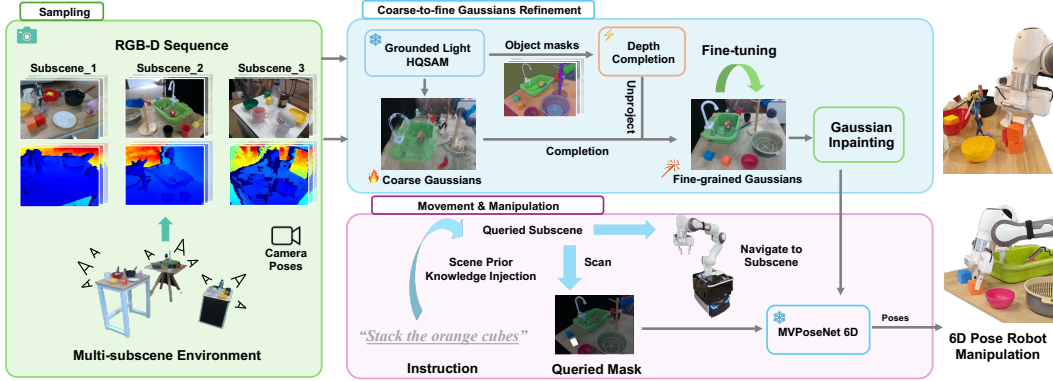 Sampling
RGB-D Sequence
Subscene_1
Subscene_2
Subscene_3
Camera
Poses
Multi-subscene Environment
Coarse-to-fine Gaussians Refinement
Grounded Light
HQSAM
Object masks
Depth
Completion
Fine-tuning
Unproject
Completion
Coarse Gaussians
Fine-grained Gaussians
Gaussian
Inpainting
Movement & Manipulation
Queried Subscene
Scene Prior
Knowledge Injection
Scan
Navigate to
Subscene
“Stack the orange cubes”
Instruction
Queried Mask
MVPoseNet 6D
Poses
6D Pose Robot
Manipulation